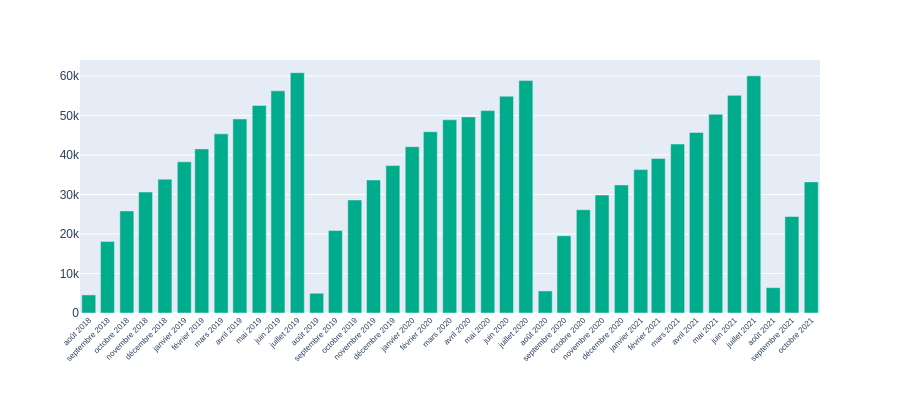 60k
50k
40k
30k
20k
10k
0
août 2018
septembre 2018
octobre 2018
novembre 2018
décembre 2018
janvier 2019
février 2019
mars 2019
avril 2019
mai 2019
juin 2019
juillet 2019
août 2019
septembre 2019
octobre 2019
novembre 2019
décembre 2019
janvier 2020
février 2020
mars 2020
avril 2020
mai 2020
juin 2020
juillet 2020
août 2020
septembre 2020
octobre 2020
novembre 2020
décembre 2020
janvier 2021
février 2021
mars 2021
avril 2021
mai 2021
juin 2021
juillet 2021
août 2021
septembre 2021
octobre 2021